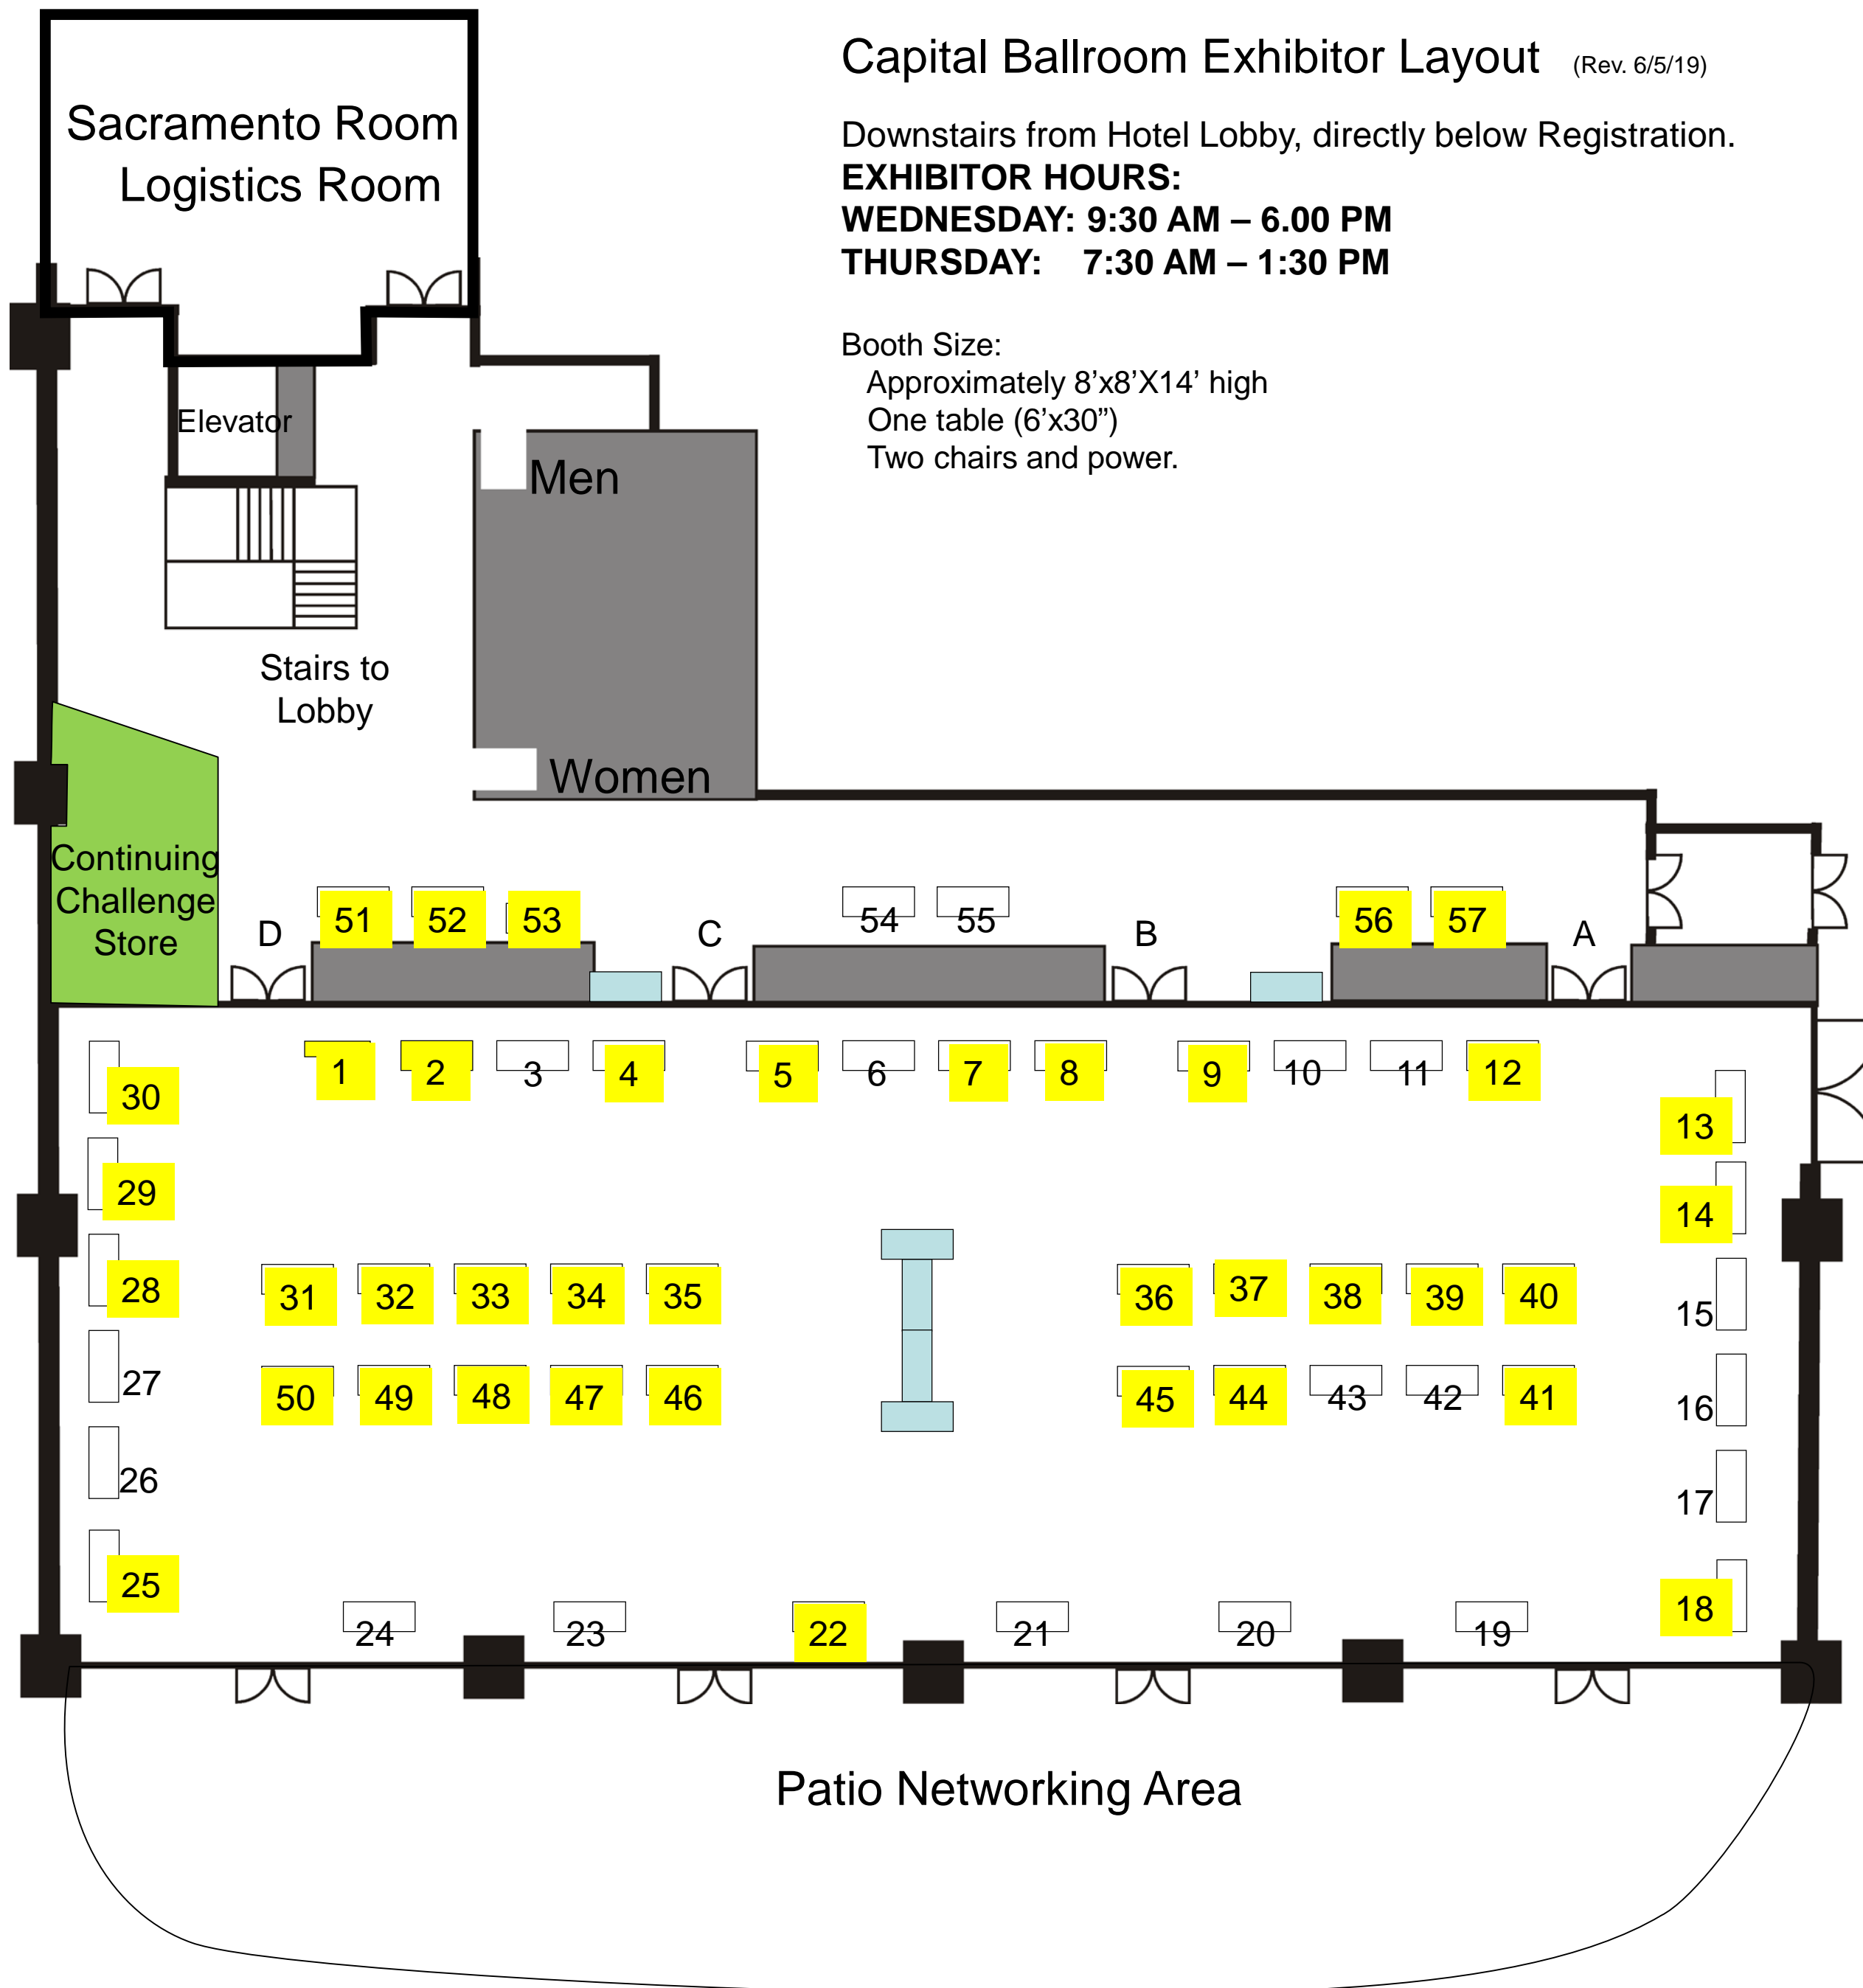 Capital Ballroom Exhibitor Layout (Rev. 6/5/19)
Downstairs from Hotel Lobby, directly below Registration.
EXHIBITOR HOURS:
WEDNESDAY: 9:30 AM – 6.00 PM
THURSDAY: 7:30 AM – 1:30 PM
Booth Size:
Approximately 8’x8’X14’ high
One table (6’x30”)
Two chairs and power.
Sacramento Room
Logistics Room
Elevator
Men
Stairs to
Lobby
Women
Continuing
Challenge
Store
51 52 53 54 55 56 57
D C B A
1 2 3 4 5 6 7 8 9 10 11 12
30
13
29
14
28
31 32 33 34 35 36 37 38 39 40
15
27
50 49 48 47 46 45 44 43 42 41
16
26
17
25
18
24 23 22 21 20 19
Patio Networking Area